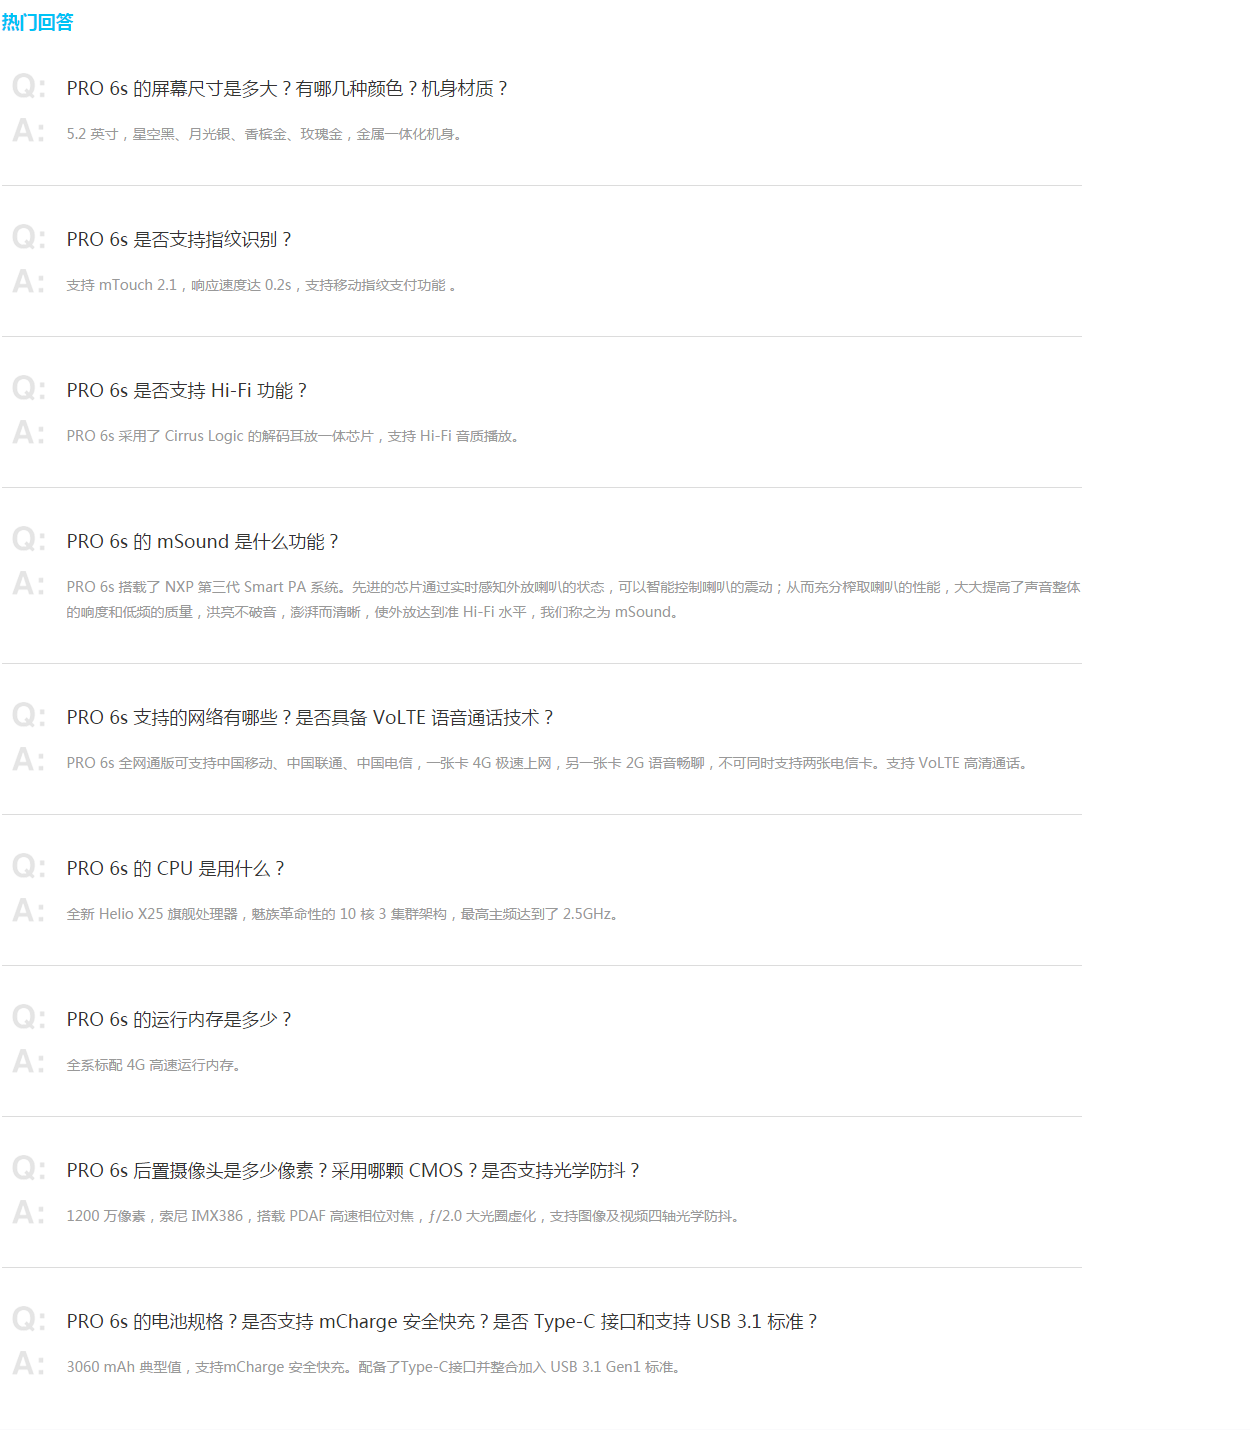 热门回答
Q: PRO 6s 的屏幕尺寸是多大？有哪几种颜色？机身材质？
A: 5.2 英寸，星空黑、月光银、香槟金、玫瑰金，金属一体化机身。
Q: PRO 6s 是否支持指纹识别？
A: 支持 mTouch 2.1，响应速度达 0.2s，支持移动指纹支付功能 。
Q: PRO 6s 是否支持 Hi-Fi 功能？
A: PRO 6s 采用了 Cirrus Logic 的解码耳放一体芯片，支持 Hi-Fi 音质播放。
Q: PRO 6s 的 mSound 是什么功能？
A: PRO 6s 搭载了 NXP 第三代 Smart PA 系统。先进的芯片通过实时感知外放喇叭的状态，可以智能控制喇叭的震动；从而充分榨取喇叭的性能，大大提高了声音整体
的响度和低频的质量，洪亮不破音，澎湃而清晰，使外放达到准 Hi-Fi 水平，我们称之为 mSound。
Q: PRO 6s 支持的网络有哪些？是否具备 VoLTE 语音通话技术？
A: PRO 6s 全网通版可支持中国移动、中国联通、中国电信，一张卡 4G 极速上网，另一张卡 2G 语音畅聊，不可同时支持两张电信卡。支持 VoLTE 高清通话。
Q: PRO 6s 的 CPU 是用什么？
A: 全新 Helio X25 旗舰处理器，魅族革命性的 10 核 3 集群架构，最高主频达到了 2.5GHz。
Q: PRO 6s 的运行内存是多少？
A: 全系标配 4G 高速运行内存。
Q: PRO 6s 后置摄像头是多少像素？采用哪颗 CMOS？是否支持光学防抖？
A: 1200 万像素，索尼 IMX386，搭载 PDAF 高速相位对焦，ƒ/2.0 大光圈虚化，支持图像及视频四轴光学防抖。
Q: PRO 6s 的电池规格？是否支持 mCharge 安全快充？是否 Type-C 接口和支持 USB 3.1 标准？
A: 3060 mAh 典型值，支持mCharge 安全快充。配备了Type-C接口并整合加入 USB 3.1 Gen1 标准。